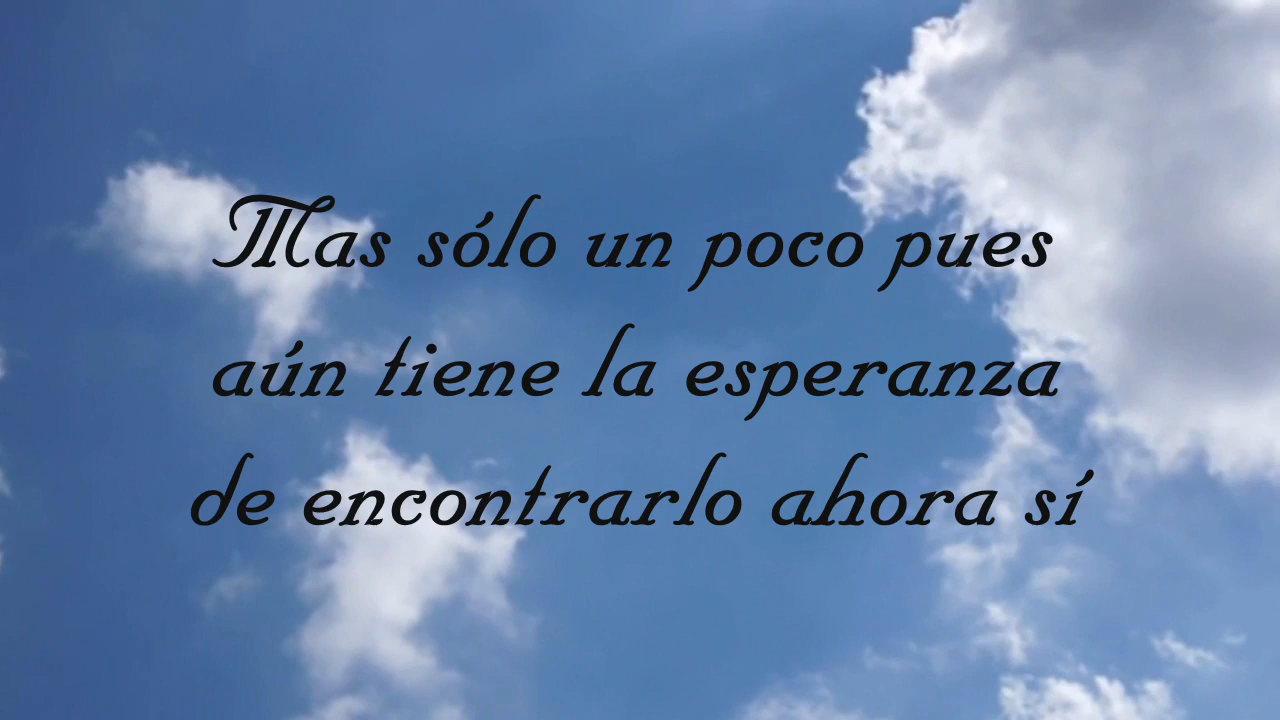 Mas sólo un poco pues
aún tiene la esperanza
de encontrarlo ahora sí